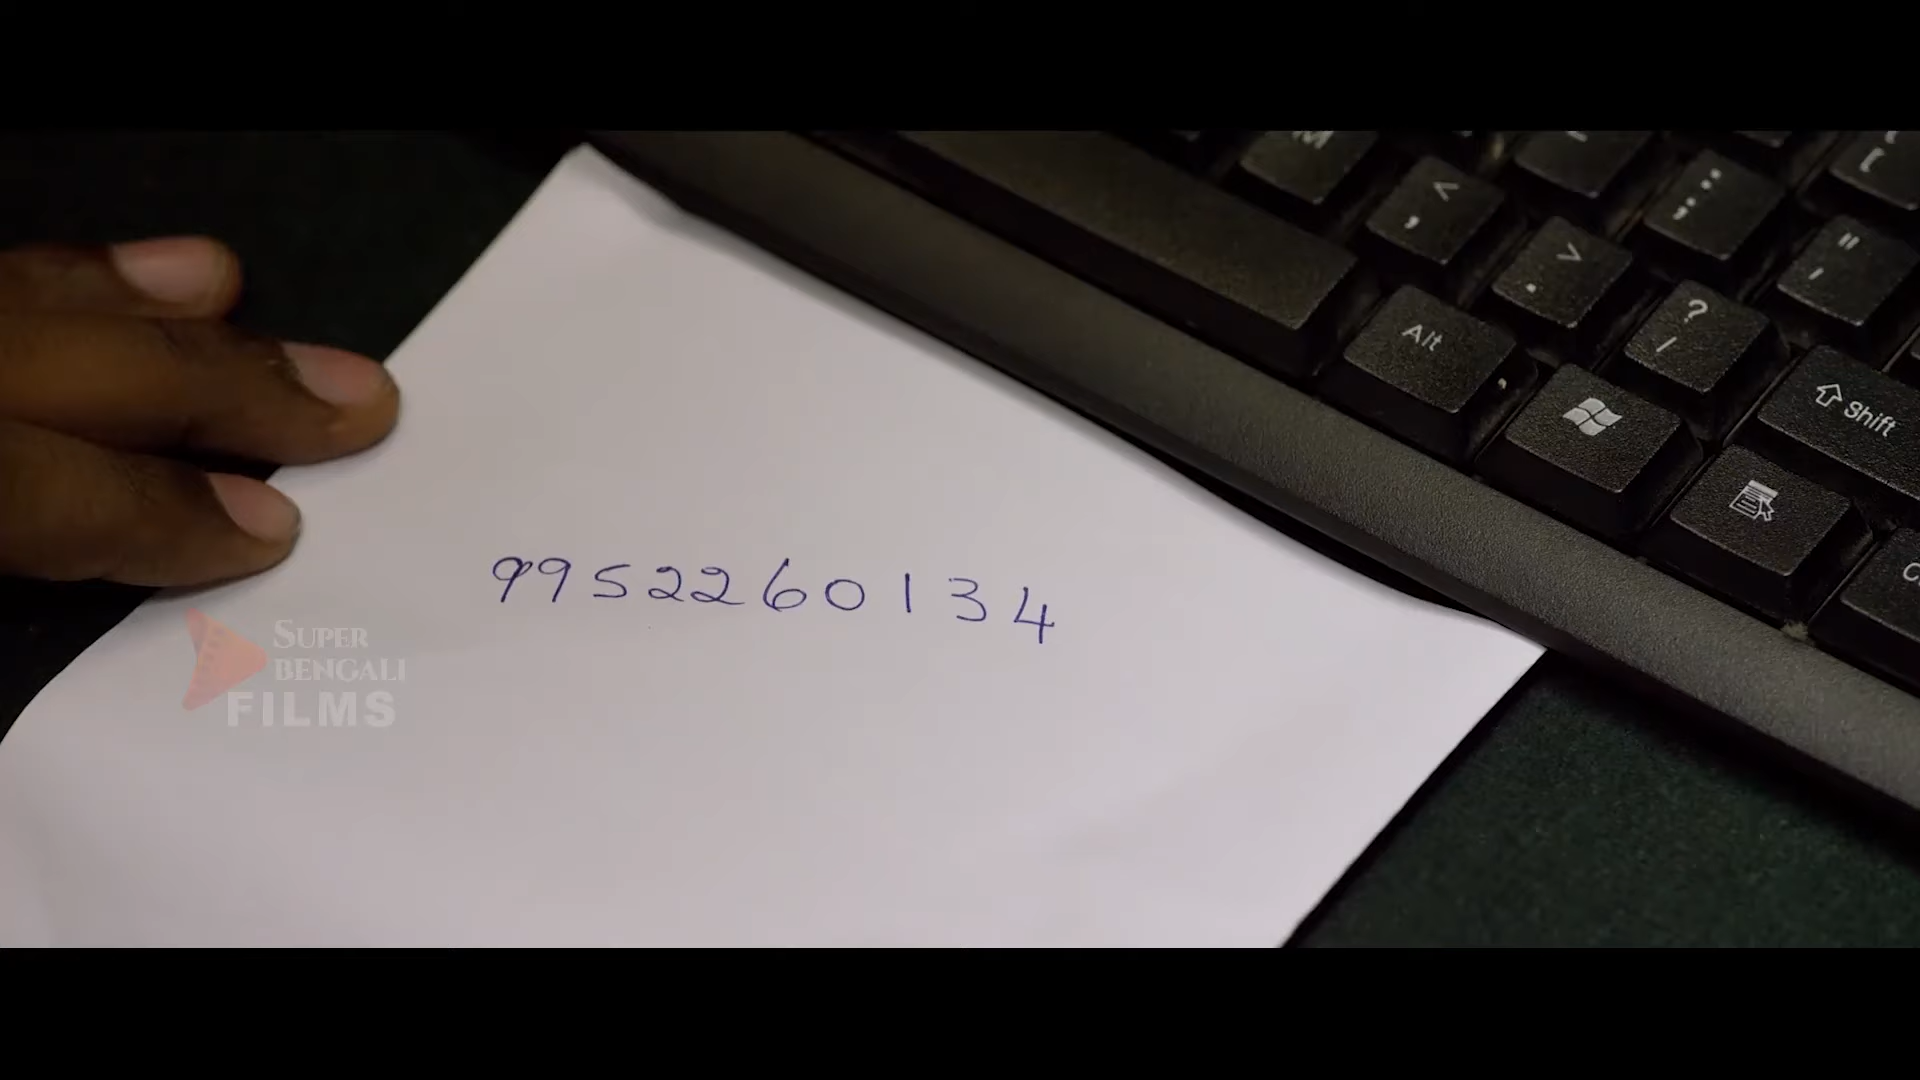 M
<
,
>
.
:
;
"
'
[
?
/
Alt
Shift
C
9952260134
SUPER
BENGALI
FILMS